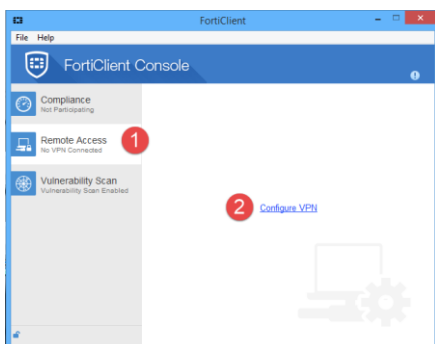 FortiClient
File Help
FortiClient Console
Compliance
Not Participating
Remote Access
No VPN Connected
1
Vulnerability Scan
Vulnerability Scan Enabled
2 Configure VPN